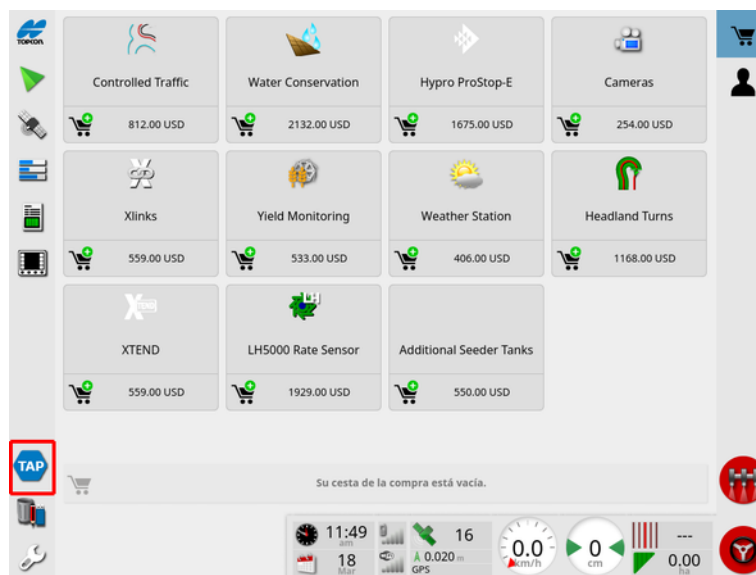 TOPCON
Controlled Traffic
Water Conservation
Hypro ProStop-E
Cameras
812.00 USD
2132.00 USD
1675.00 USD
254.00 USD
Xlinks
Yield Monitoring
Weather Station
Headland Turns
559.00 USD
533.00 USD
406.00 USD
1168.00 USD
XTEND
LH
XTEND
LH5000 Rate Sensor
Additional Seeder Tanks
559.00 USD
1929.00 USD
550.00 USD
TAP
Su cesta de la compra está vacía.
11:49
am
16
0.0
km/h
0
cm
---
18
Mar
0.020 m
GPS
0.00
ha